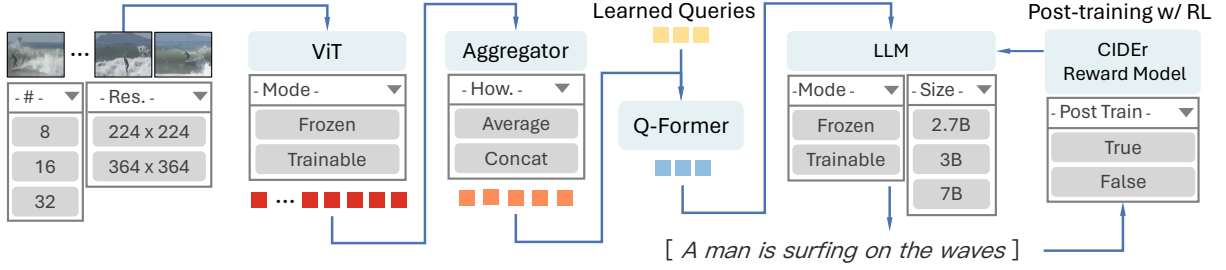 ...
- # -
8
16
32
- Res. -
224 x 224
364 x 364
ViT
- Mode -
Frozen
Trainable
...
Aggregator
- How. -
Average
Concat
Learned Queries
Q-Former
LLM
-Mode -
Frozen
Trainable
- Size -
2.7B
3B
7B
Post-training w/ RL
CIDEr
Reward Model
- Post Train -
True
False
[ A man is surfing on the waves ]